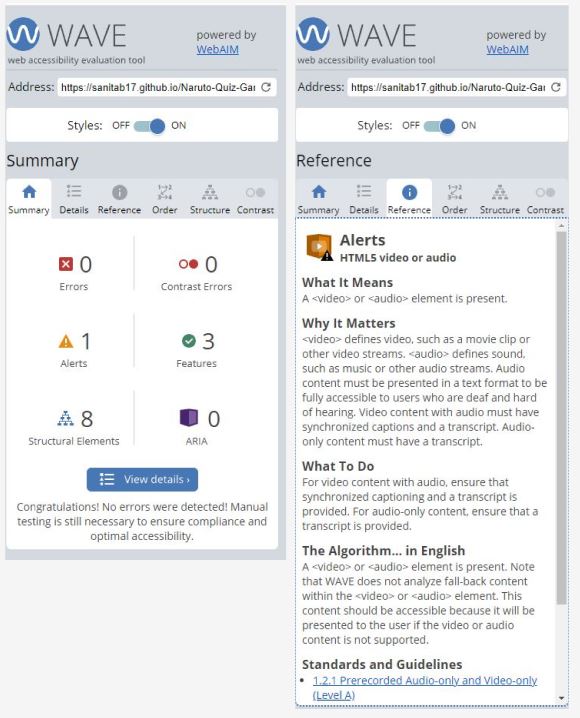 WAVE
powered by
WebAIM
web accessibility evaluation tool
Address: https://sanitab17.github.io/Naruto-Quiz-Gar
Styles: OFF ON
Summary
Summary Details Reference Order Structure Contrast
0
Errors
0
Contrast Errors
1
Alerts
3
Features
8
Structural Elements
0
ARIA
View details ›
Congratulations! No errors were detected! Manual
testing is still necessary to ensure compliance and
optimal accessibility.
WAVE
powered by
WebAIM
web accessibility evaluation tool
Address: https://sanitab17.github.io/Naruto-Quiz-Gar
Styles: OFF ON
Reference
Summary Details Reference Order Structure Contrast
Alerts
HTML5 video or audio
What It Means
A <video> or <audio> element is present.
Why It Matters
<video> defines video, such as a movie clip or
other video streams. <audio> defines sound,
such as music or other audio streams. Audio
content must be presented in a text format to be
fully accessible to users who are deaf and hard
of hearing. Video content with audio must have
synchronized captions and a transcript. Audio-
only content must have a transcript.
What To Do
For video content with audio, ensure that
synchronized captioning and a transcript is
provided. For audio-only content, ensure that a
transcript is provided.
The Algorithm... in English
A <video> or <audio> element is present. Note
that WAVE does not analyze fall-back content
within the <video> or <audio> element. This
content should be accessible because it will be
presented to the user if the video or audio
content is not supported.
Standards and Guidelines
1.2.1 Prerecorded Audio-only and Video-only
(Level A)